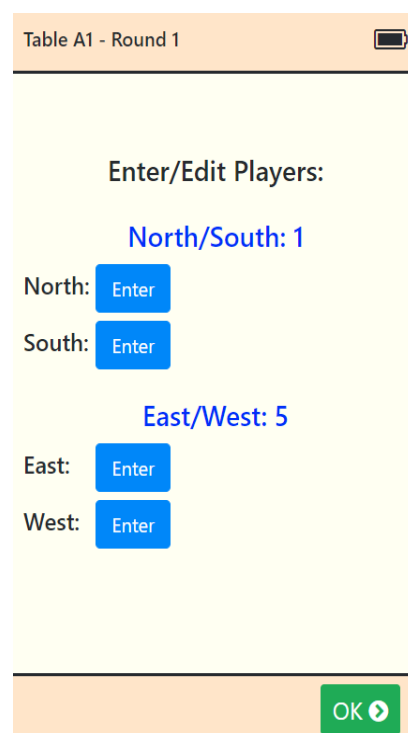 Table A1 - Round 1
Enter/Edit Players:
North/South: 1
North: Enter
South: Enter
East/West: 5
East: Enter
West: Enter
OK